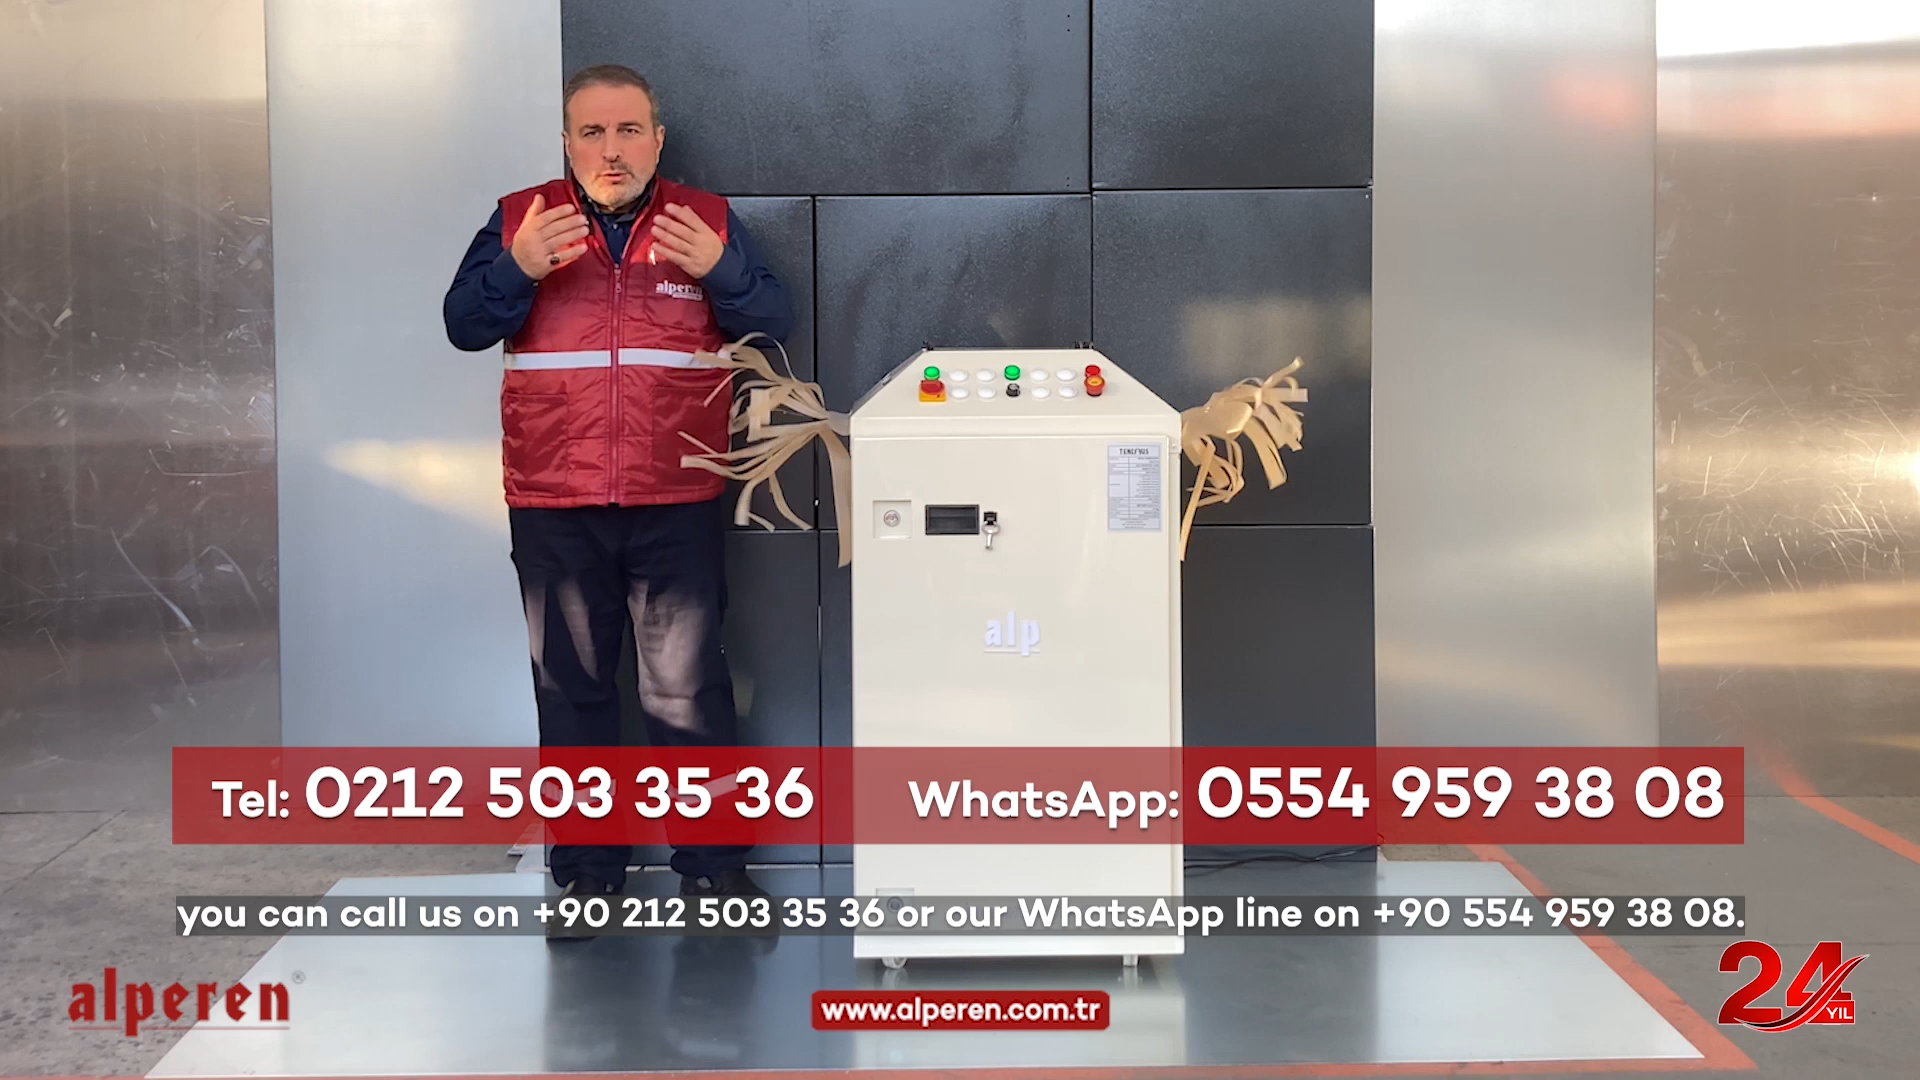 alperen
TENEFFÜS
alp
Tel: 0212 503 35 36
WhatsApp: 0554 959 38 08
you can call us on +90 212 503 35 36 or our WhatsApp line on +90 554 959 38 08.
alperen®
www.alperen.com.tr
24
YIL